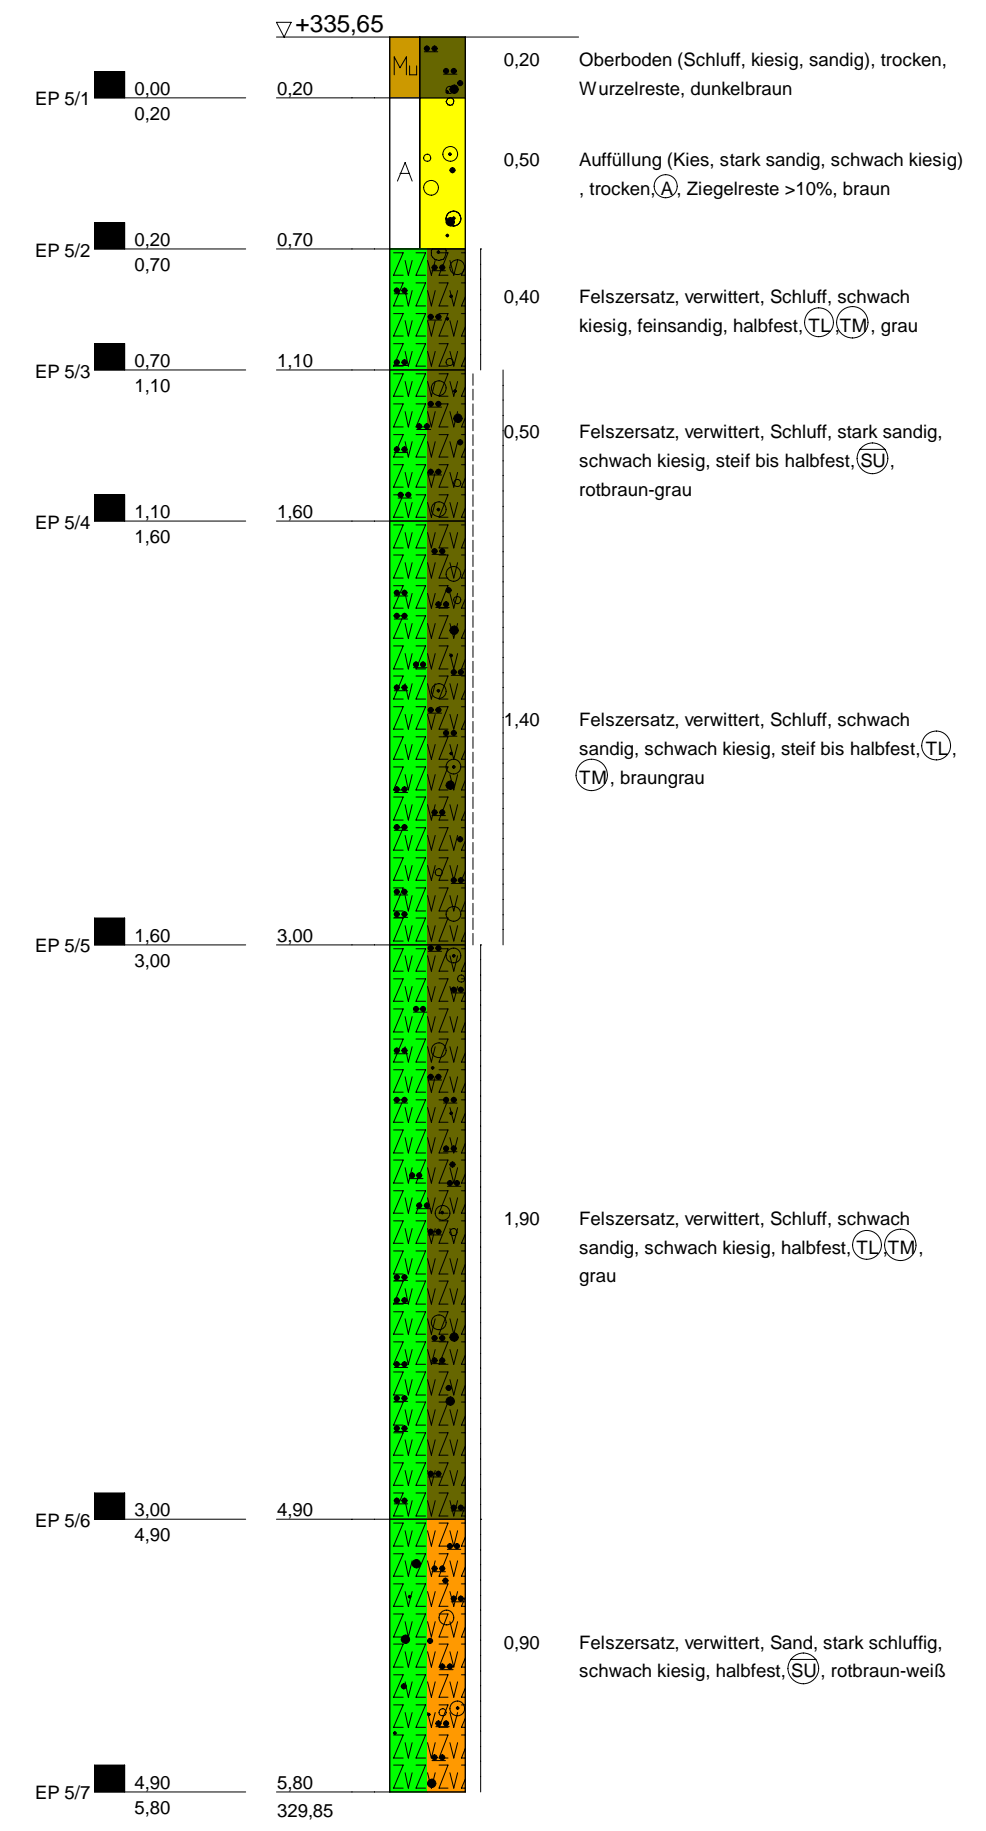 +335,65
Mu
0,20 Oberboden (Schluff, kiesig, sandig), trocken,
Wurzelreste, dunkelbraun
EP 5/1 0,00 0,20
0,20
A
0,50 Auffüllung (Kies, stark sandig, schwach kiesig)
, trocken, A, Ziegelreste >10%, braun
EP 5/2 0,20 0,70
0,70
0,40 Felszersatz, verwittert, Schluff, schwach
kiesig, feinsandig, halbfest, TL, TM, grau
EP 5/3 0,70 1,10
1,10
0,50 Felszersatz, verwittert, Schluff, stark sandig,
schwach kiesig, steif bis halbfest, S̅U̅,
rotbraun-grau
EP 5/4 1,10 1,60
1,60
1,40 Felszersatz, verwittert, Schluff, schwach
sandig, schwach kiesig, steif bis halbfest, TL,
TM, braungrau
EP 5/5 1,60 3,00
3,00
1,90 Felszersatz, verwittert, Schluff, schwach
sandig, schwach kiesig, halbfest, TL, TM,
grau
EP 5/6 3,00 4,90
4,90
0,90 Felszersatz, verwittert, Sand, stark schluffig,
schwach kiesig, halbfest, S̅U̅, rotbraun-weiß
EP 5/7 4,90 5,80
5,80 329,85